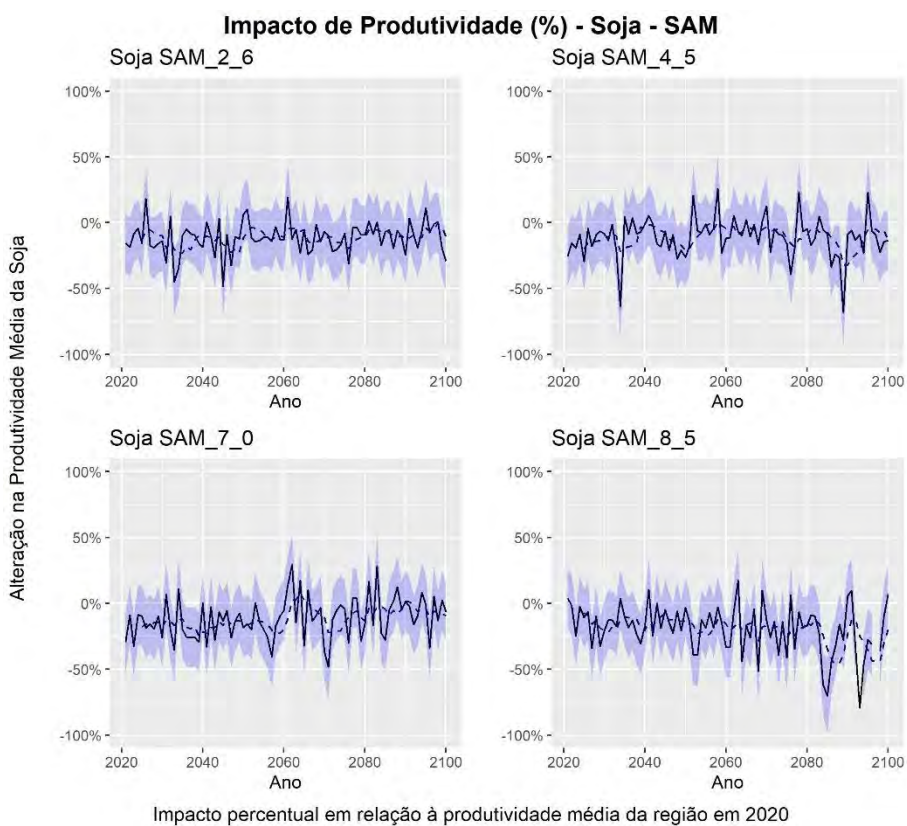 Impacto de Produtividade (%) - Soja - SAM
Alteração na Produtividade Média da Soja
Soja SAM_2_6
100%
50%
0%
-50%
-100%
2020 2040 2060 2080 2100
Ano
Soja SAM_4_5
100%
50%
0%
-50%
-100%
2020 2040 2060 2080 2100
Ano
Soja SAM_7_0
100%
50%
0%
-50%
-100%
2020 2040 2060 2080 2100
Ano
Soja SAM_8_5
100%
50%
0%
-50%
-100%
2020 2040 2060 2080 2100
Ano
Impacto percentual em relação à produtividade média da região em 2020